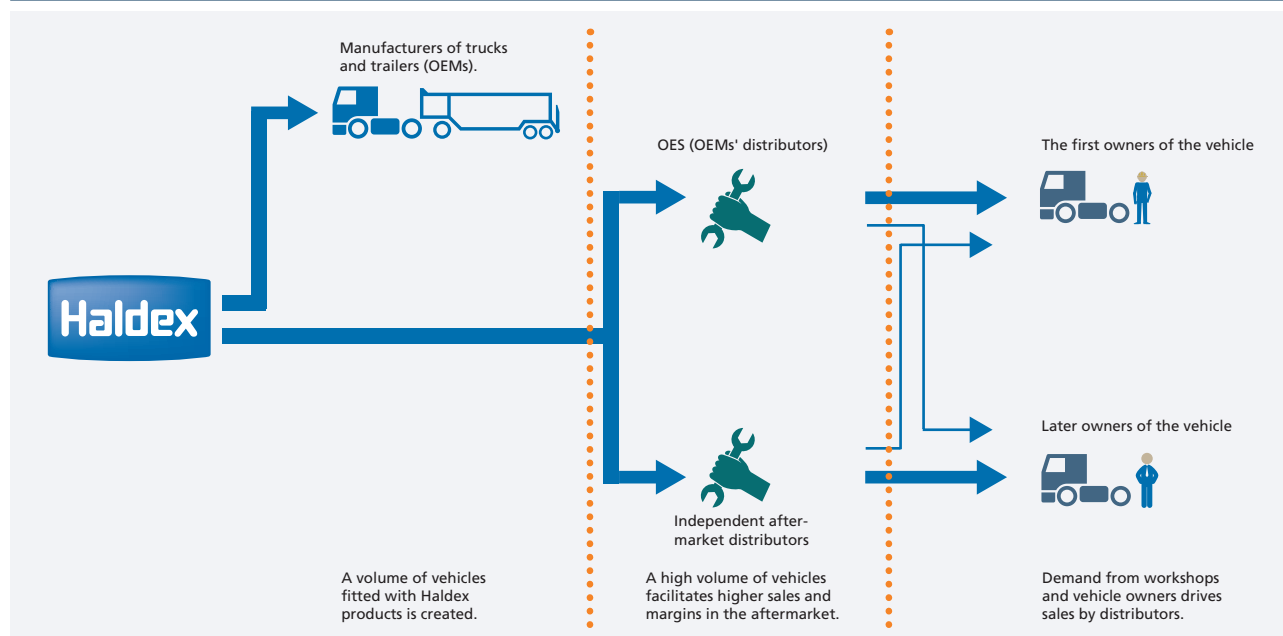 Manufacturers of trucks
and trailers (OEMs).
OES (OEMs' distributors)
The first owners of the vehicle
Haldex
Later owners of the vehicle
Independent after-
market distributors
A volume of vehicles
fitted with Haldex
products is created.
A high volume of vehicles
facilitates higher sales and
margins in the aftermarket.
Demand from workshops
and vehicle owners drives
sales by distributors.